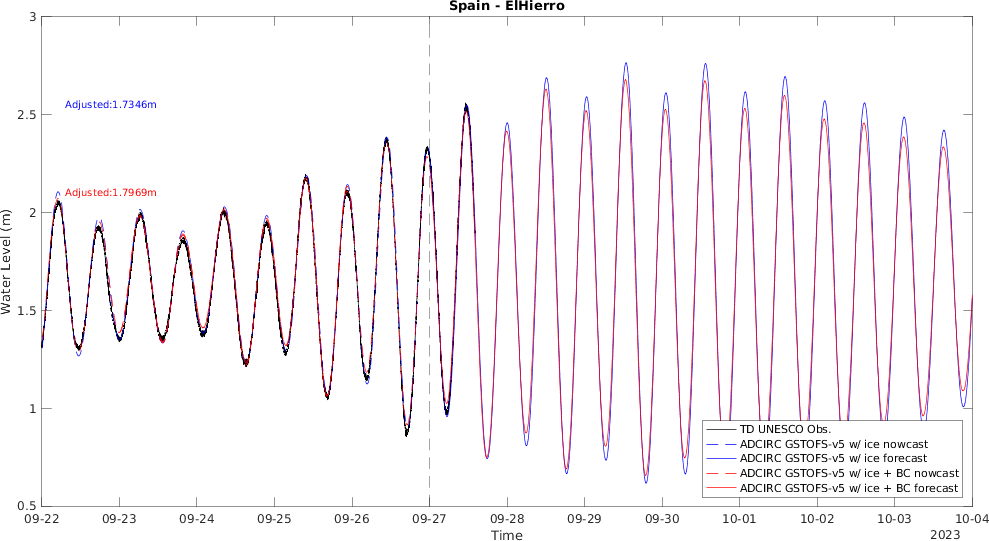 Spain - ElHierro
3
2.5
2
1.5
1
0.5
Water Level (m)
Adjusted:1.7346m
Adjusted:1.7969m
TD UNESCO Obs.
ADCIRC GSTOFS-v5 w/ ice nowcast
ADCIRC GSTOFS-v5 w/ ice forecast
ADCIRC GSTOFS-v5 w/ ice + BC nowcast
ADCIRC GSTOFS-v5 w/ ice + BC forecast
09-22 09-23 09-24 09-25 09-26 09-27 09-28 09-29 09-30 10-01 10-02 10-03 10-04
Time
2023